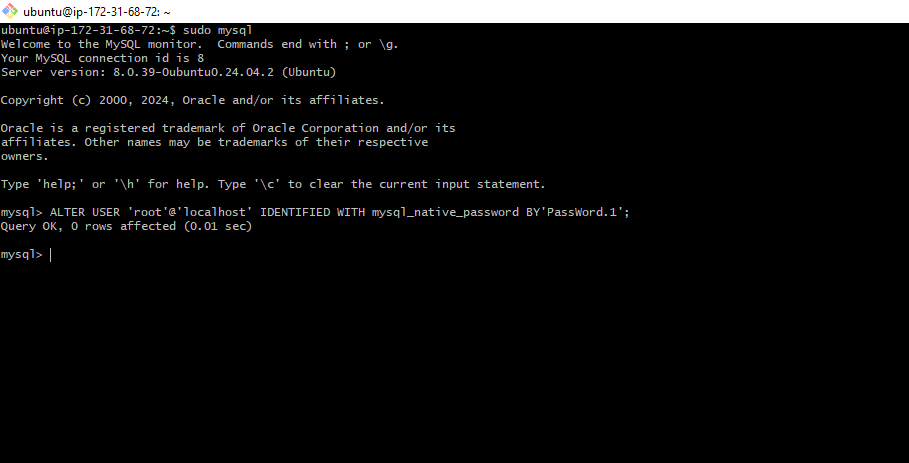 ubuntu@ip-172-31-68-72: ~
ubuntu@ip-172-31-68-72:~$ sudo mysql
Welcome to the MySQL monitor.  Commands end with ; or \g.
Your MySQL connection id is 8
Server version: 8.0.39-0ubuntu0.24.04.2 (Ubuntu)
Copyright (c) 2000, 2024, Oracle and/or its affiliates.
Oracle is a registered trademark of Oracle Corporation and/or its
affiliates. Other names may be trademarks of their respective
owners.
Type 'help;' or '\h' for help. Type '\c' to clear the current input statement.
mysql> ALTER USER 'root'@'localhost' IDENTIFIED WITH mysql_native_password BY'PassWord.1';
Query OK, 0 rows affected (0.01 sec)
mysql>